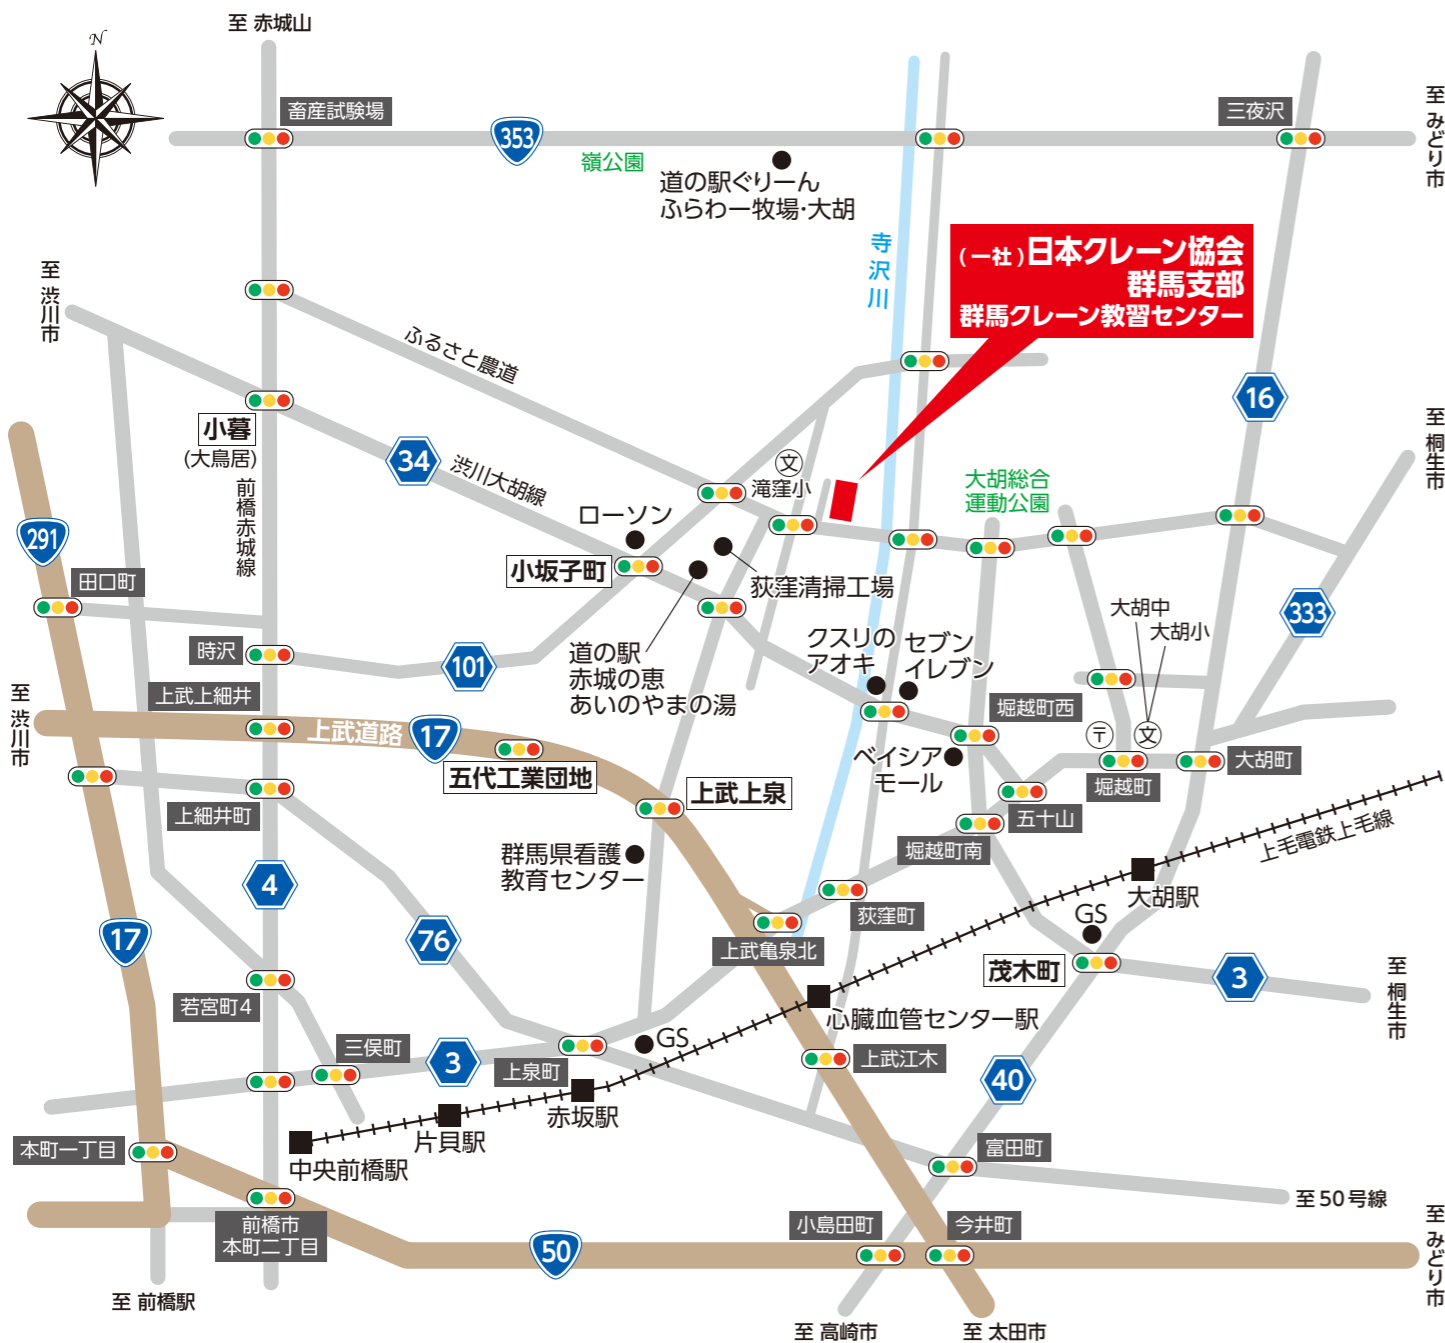 至 赤城山
N
畜産試験場
353
三夜沢
至 みどり市
嶺公園
道の駅ぐりーん
ふらわー牧場・大胡
寺沢川
(一社)日本クレーン協会
群馬支部
群馬クレーン教習センター
至 渋川市
ふるさと農道
小暮
(大鳥居)
34
渋川大胡線
16
至 桐生市
前橋赤城線
文
滝窪小
大胡総合
運動公園
ローソン
291
小坂子町
荻窪清掃工場
田口町
時沢
101
道の駅
赤城の恵
あいのやまの湯
クスリの
アオキ
セブン
イレブン
大胡中
大胡小
333
至 渋川市
上武上細井
上武道路
17
五代工業団地
上武上泉
堀越町西
ベイシア
モール
〒
文
堀越町
大胡町
上細井町
五十山
堀越町南
上毛電鉄上毛線
群馬県看護
教育センター
4
76
17
荻窪町
大胡駅
GS
上武亀泉北
茂木町
3
至 桐生市
若宮町4
心臓血管センター駅
三俣町
3
上泉町
GS
上武江木
40
赤坂駅
片貝駅
中央前橋駅
本町一丁目
富田町
至 50号線
前橋市
本町二丁目
50
小島田町
今井町
至 みどり市
至 前橋駅
至 高崎市
至 太田市